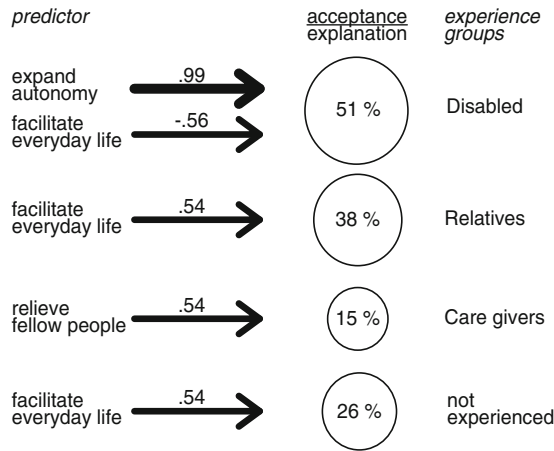 predictor
acceptance
explanation
experience
groups
expand
autonomy
.99
facilitate
everyday life
-.56
51 %
Disabled
facilitate
everyday life
.54
38 %
Relatives
relieve
fellow people
.54
15 %
Care givers
facilitate
everyday life
.54
26 %
not
experienced